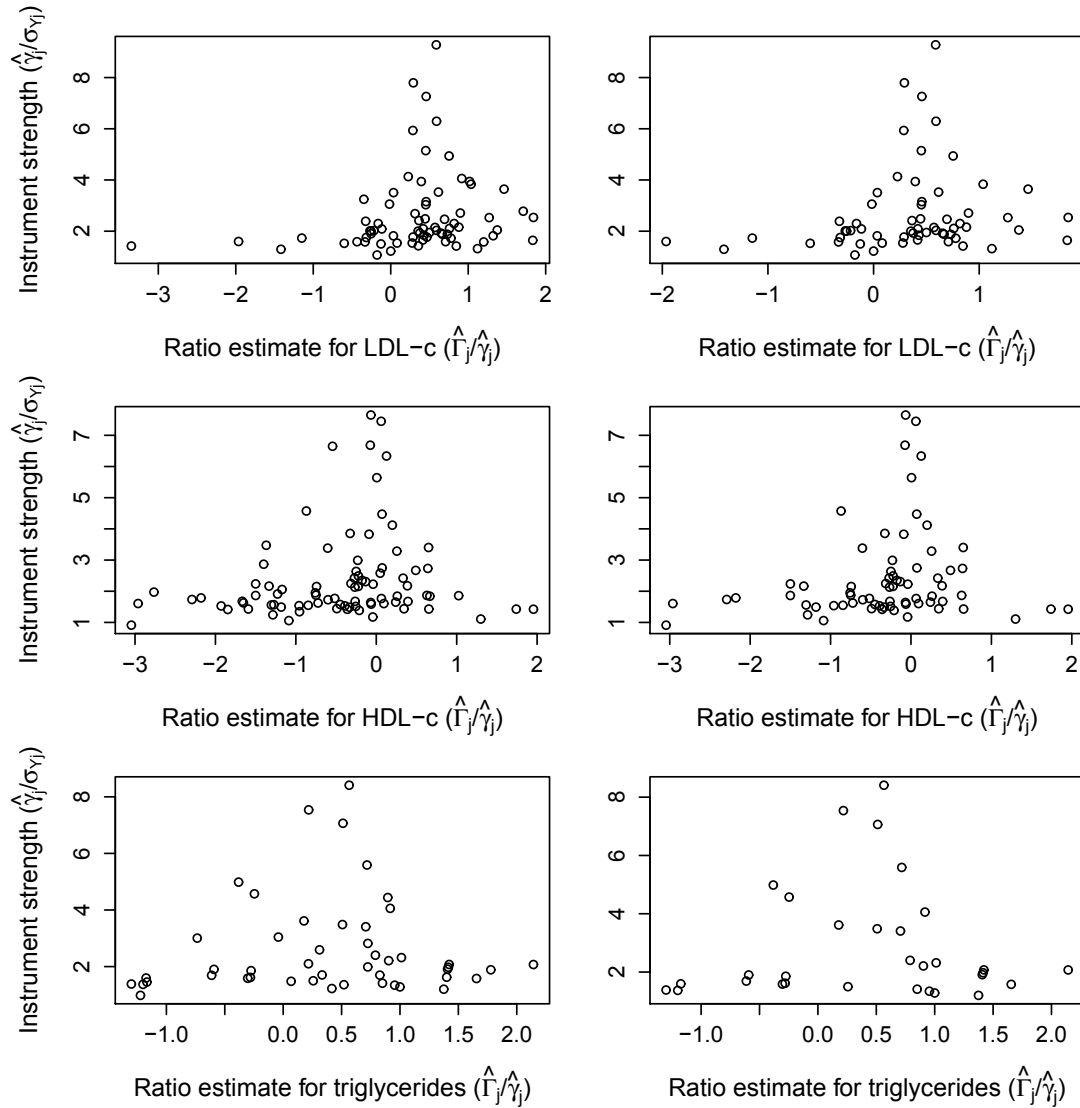 Instrument strength (γ̂j/σYj)
8
6
4
2
−3 −2 −1 0 1 2
Ratio estimate for LDL−c (Γ̂j/γ̂j)
8
6
4
2
−2 −1 0 1
Ratio estimate for LDL−c (Γ̂j/γ̂j)
Instrument strength (γ̂j/σYj)
7
5
3
1
−3 −2 −1 0 1 2
Ratio estimate for HDL−c (Γ̂j/γ̂j)
7
5
3
1
−3 −2 −1 0 1 2
Ratio estimate for HDL−c (Γ̂j/γ̂j)
Instrument strength (γ̂j/σYj)
8
6
4
2
−1.0 0.0 0.5 1.0 1.5 2.0
Ratio estimate for triglycerides (Γ̂j/γ̂j)
8
6
4
2
−1.0 0.0 0.5 1.0 1.5 2.0
Ratio estimate for triglycerides (Γ̂j/γ̂j)